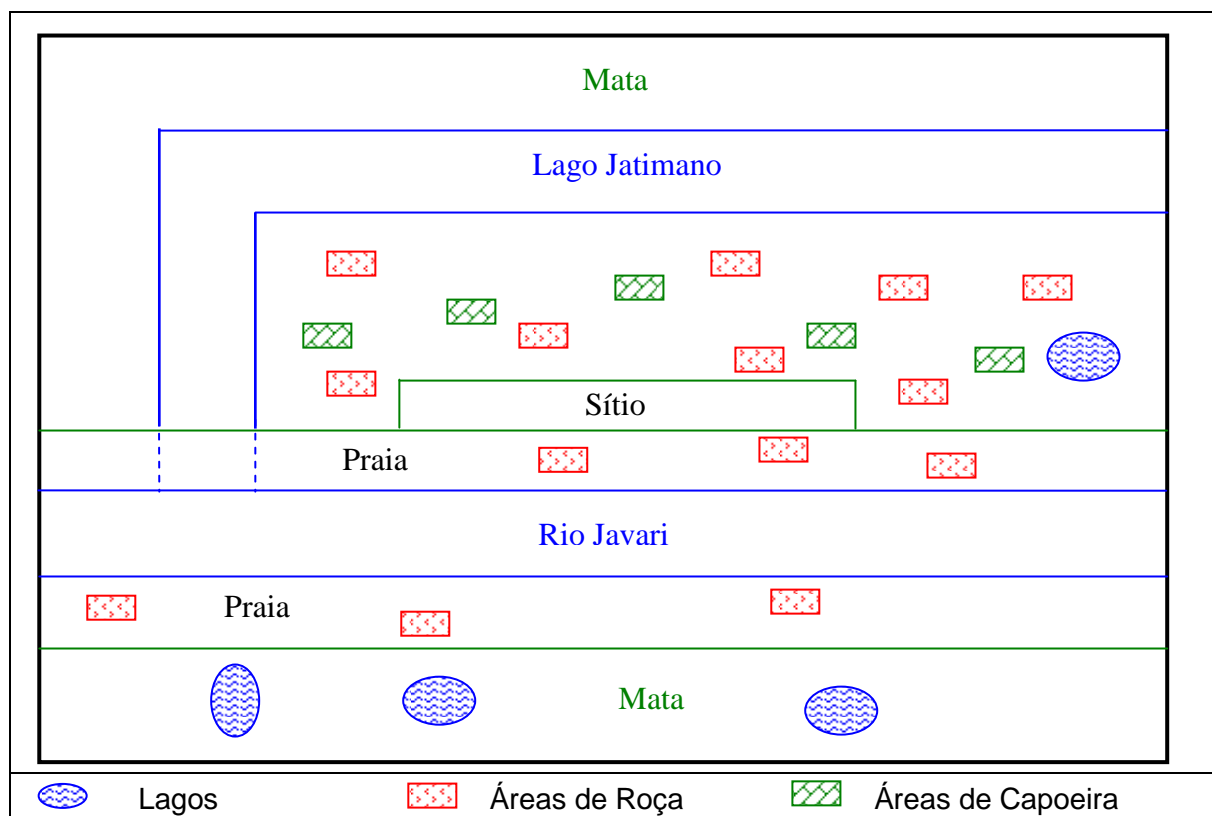 Mata
Lago Jatimano
Sítio
Praia
Rio Javari
Praia
Mata
Lagos
Áreas de Roça
Áreas de Capoeira